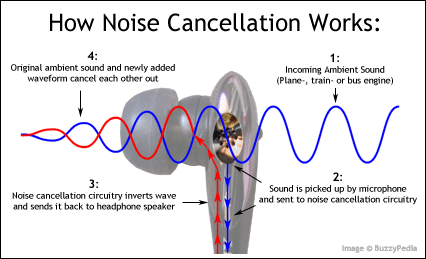 How Noise Cancellation Works:
4:
Original ambient sound and newly added
waveform cancel each other out
1:
Incoming Ambient Sound
(Plane-, train- or bus engine)
3:
Noise cancellation circuitry inverts wave
and sends it back to headphone speaker
2:
Sound is picked up by microphone
and sent to noise cancellation circuitry
Image © BuzzyPedia